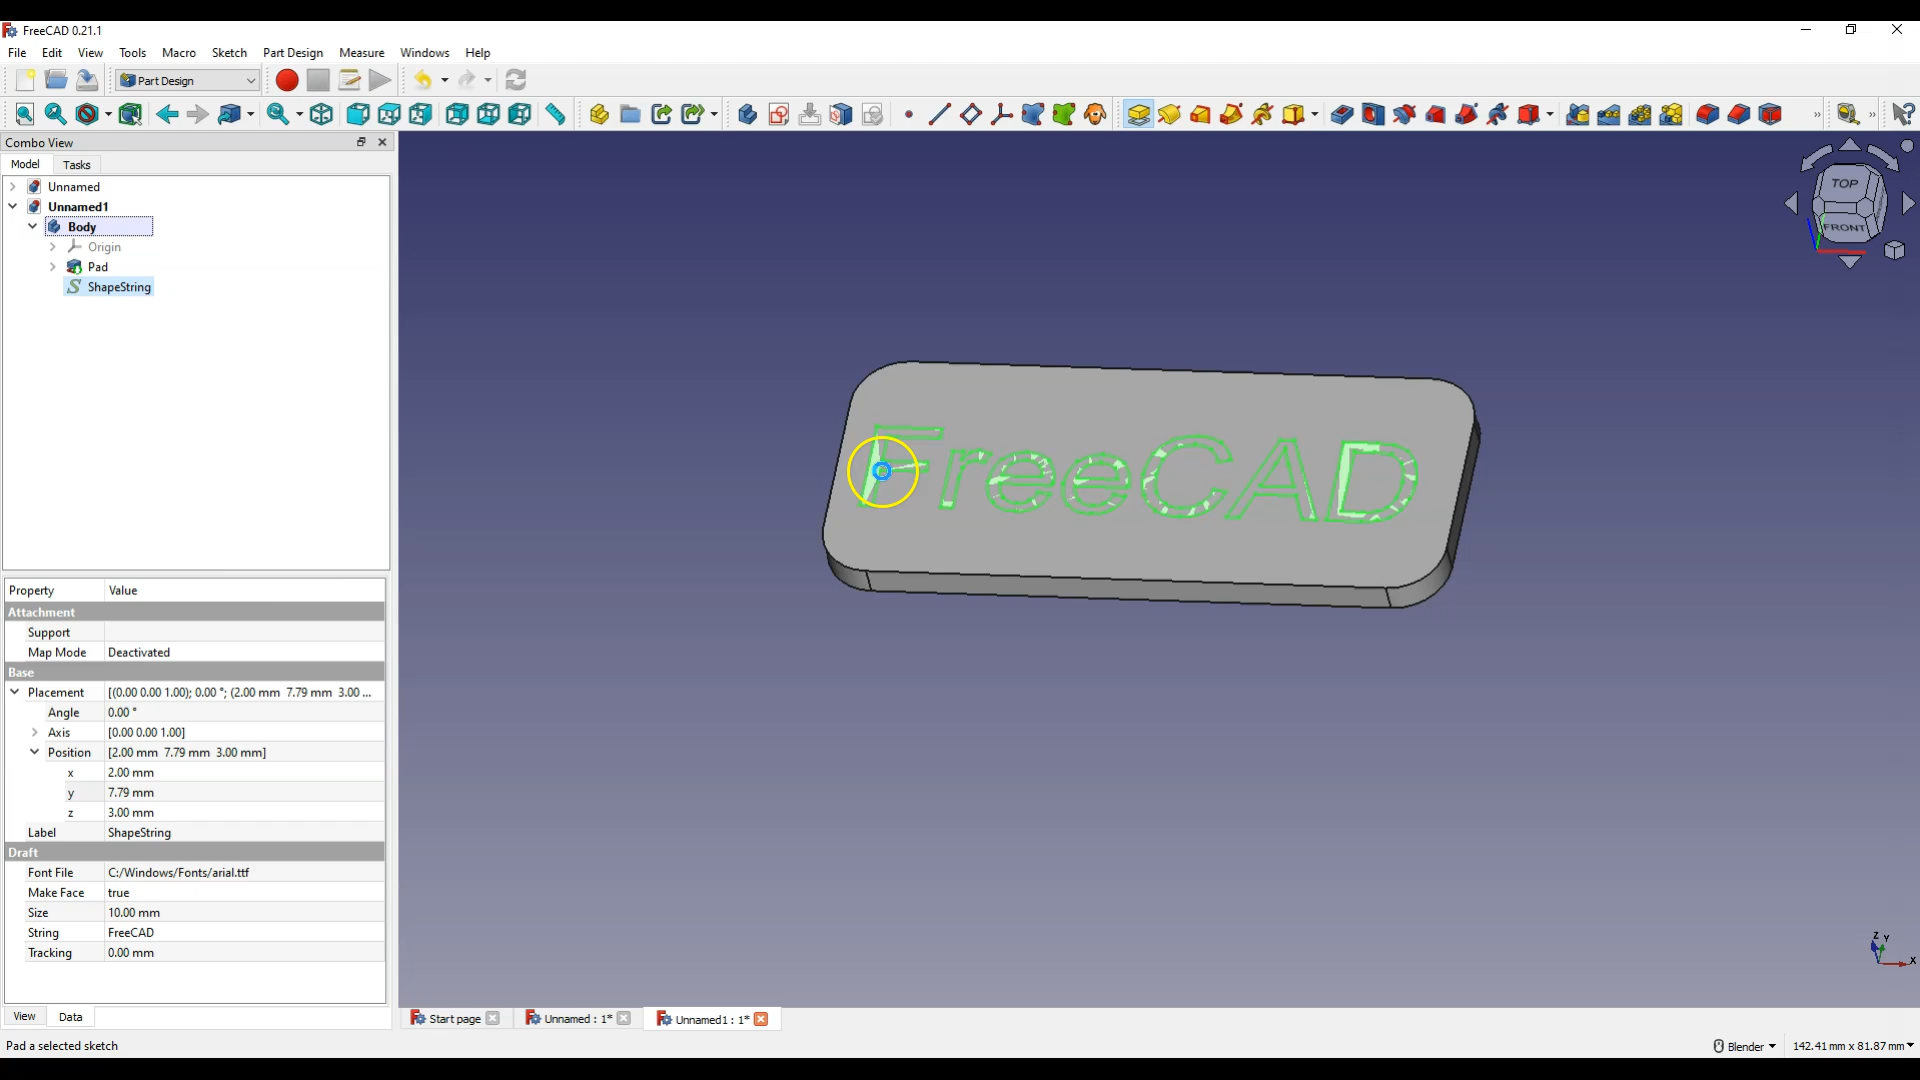 FreeCAD 0.21.1
File Edit View Tools Macro Sketch Part Design Measure Windows Help
Part Design
Combo View
Model Tasks
Unnamed
Unnamed1
Body
Origin
Pad
ShapeString
TOP
FRONT
FreeCAD
Property Value
Attachment
Support
Map Mode Deactivated
Base
Placement [(0.00 0.00 1.00); 0.00 °; (2.00 mm 7.79 mm 3.00 ...
Angle 0.00 °
Axis [0.00 0.00 1.00]
Position [2.00 mm 7.79 mm 3.00 mm]
x 2.00 mm
y 7.79 mm
z 3.00 mm
Label ShapeString
Draft
Font File C:/Windows/Fonts/arial.ttf
Make Face true
Size 10.00 mm
String FreeCAD
Tracking 0.00 mm
Z Y
X
View Data
Start page Unnamed : 1* Unnamed1 : 1*
Pad a selected sketch
Blender 142.41 mm x 81.87 mm